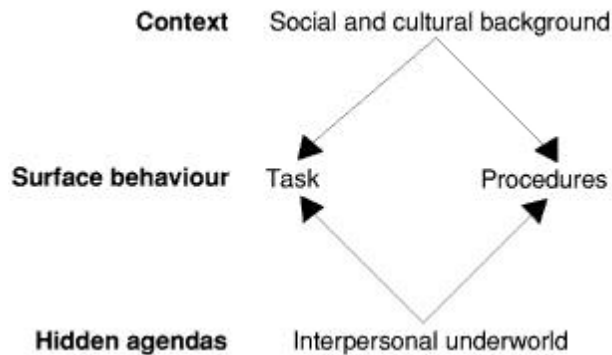 Context Social and cultural background
Surface behaviour Task Procedures
Hidden agendas Interpersonal underworld